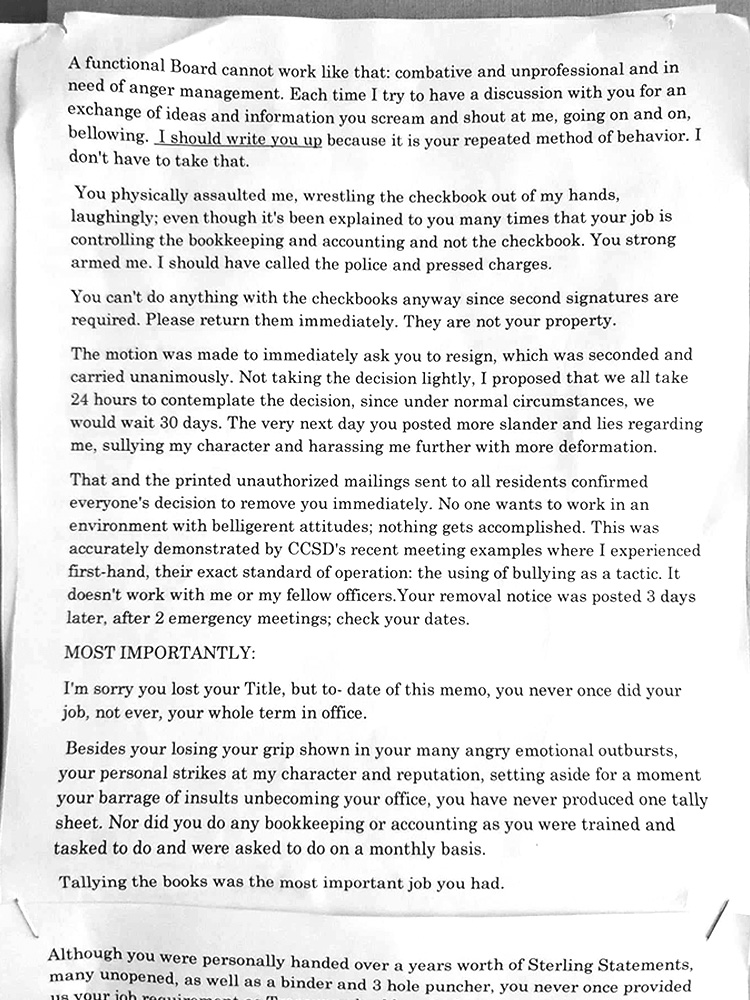 A functional Board cannot work like that: combative and unprofessional and in
need of anger management. Each time I try to have a discussion with you for an
exchange of ideas and information you scream and shout at me, going on and on,
bellowing. I should write you up because it is your repeated method of behavior. I
don't have to take that.
You physically assaulted me, wrestling the checkbook out of my hands,
laughingly; even though it's been explained to you many times that your job is
controlling the bookkeeping and accounting and not the checkbook. You strong
armed me. I should have called the police and pressed charges.
You can't do anything with the checkbooks anyway since second signatures are
required. Please return them immediately. They are not your property.
The motion was made to immediately ask you to resign, which was seconded and
carried unanimously. Not taking the decision lightly, I proposed that we all take
24 hours to contemplate the decision, since under normal circumstances, we
would wait 30 days. The very next day you posted more slander and lies regarding
me, sullying my character and harassing me further with more deformation.
That and the printed unauthorized mailings sent to all residents confirmed
everyone's decision to remove you immediately. No one wants to work in an
environment with belligerent attitudes; nothing gets accomplished. This was
accurately demonstrated by CCSD's recent meeting examples where I experienced
first-hand, their exact standard of operation: the using of bullying as a tactic. It
doesn't work with me or my fellow officers.Your removal notice was posted 3 days
later, after 2 emergency meetings; check your dates.
MOST IMPORTANTLY:
I'm sorry you lost your Title, but to- date of this memo, you never once did your
job, not ever, your whole term in office.
Besides your losing your grip shown in your many angry emotional outbursts,
your personal strikes at my character and reputation, setting aside for a moment
your barrage of insults unbecoming your office, you have never produced one tally
sheet. Nor did you do any bookkeeping or accounting as you were trained and
tasked to do and were asked to do on a monthly basis.
Tallying the books was the most important job you had.
Although you were personally handed over a years worth of Sterling Statements,
many unopened, as well as a binder and 3 hole puncher, you never once provided
us your job